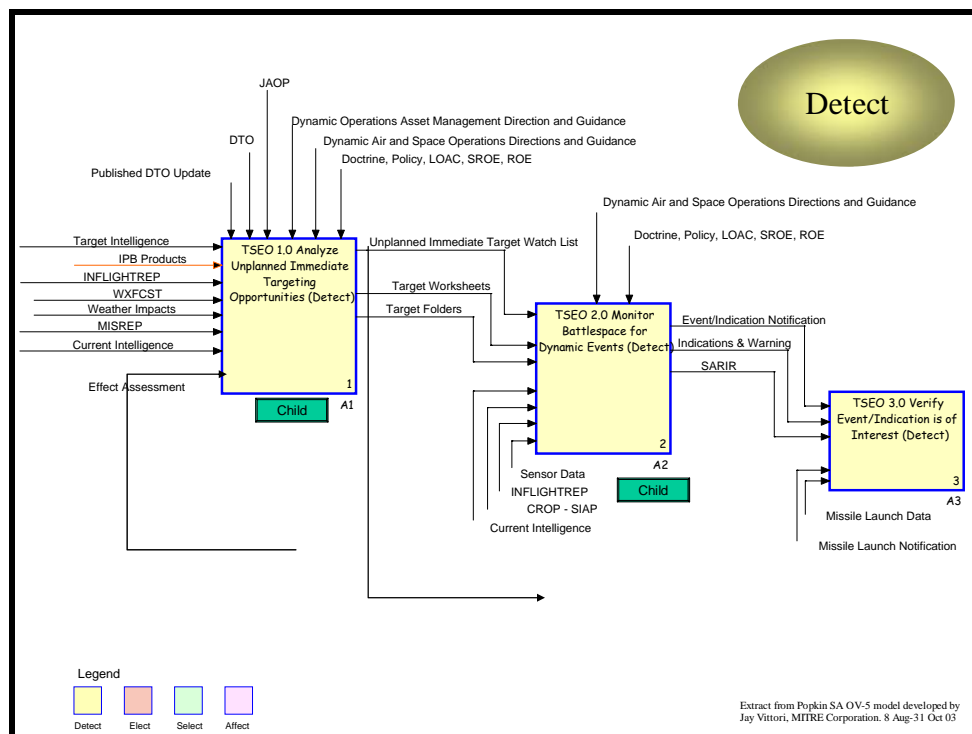 Detect
JAOP
Dynamic Operations Asset Management Direction and Guidance
DTO
Dynamic Air and Space Operations Directions and Guidance
Doctrine, Policy, LOAC, SROE, ROE
Published DTO Update
Dynamic Air and Space Operations Directions and Guidance
Doctrine, Policy, LOAC, SROE, ROE
Target Intelligence
IPB Products
INFLIGHTREP
WXFCST
Weather Impacts
MISREP
Current Intelligence
Effect Assessment
TSEO 1.0 Analyze
Unplanned Immediate
Targeting
Opportunities (Detect)
1
A1
Child
Unplanned Immediate Target Watch List
Target Worksheets
Target Folders
TSEO 2.0 Monitor
Battlespace for
Dynamic Events (Detect)
2
A2
Child
Sensor Data
INFLIGHTREP
CROP - SIAP
Current Intelligence
Event/Indication Notification
Indications & Warning
SARIR
TSEO 3.0 Verify
Event/Indication is of
Interest (Detect)
3
A3
Missile Launch Data
Missile Launch Notification
Legend
Detect
Elect
Select
Affect
Extract from Popkin SA OV-5 model developed by
Jay Vittori, MITRE Corporation. 8 Aug-31 Oct 03